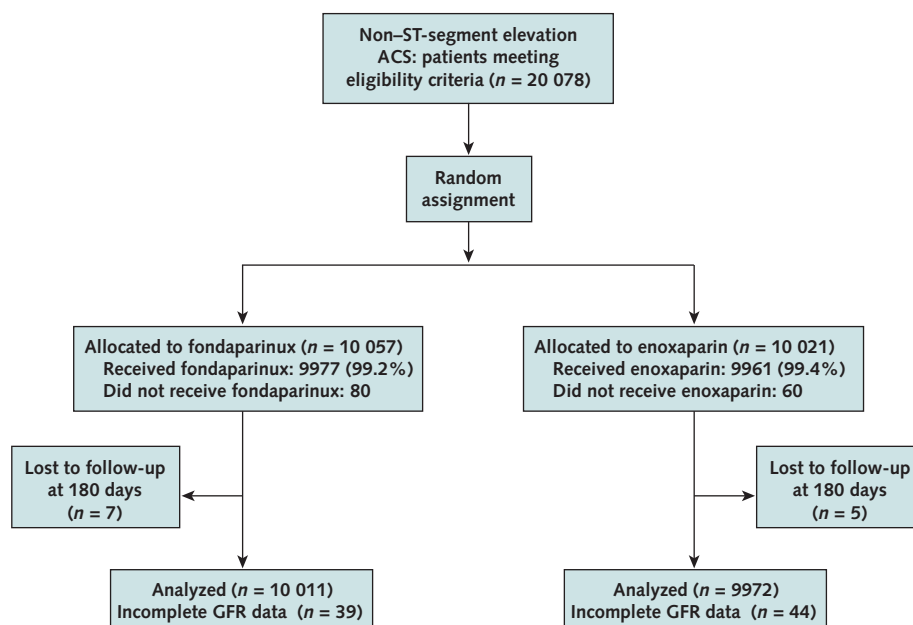 Non–ST-segment elevation
ACS: patients meeting
eligibility criteria (n = 20 078)
Random
assignment
Allocated to fondaparinux (n = 10 057)
Received fondaparinux: 9977 (99.2%)
Did not receive fondaparinux: 80
Allocated to enoxaparin (n = 10 021)
Received enoxaparin: 9961 (99.4%)
Did not receive enoxaparin: 60
Lost to follow-up
at 180 days
(n = 7)
Lost to follow-up
at 180 days
(n = 5)
Analyzed (n = 10 011)
Incomplete GFR data (n = 39)
Analyzed (n = 9972)
Incomplete GFR data (n = 44)